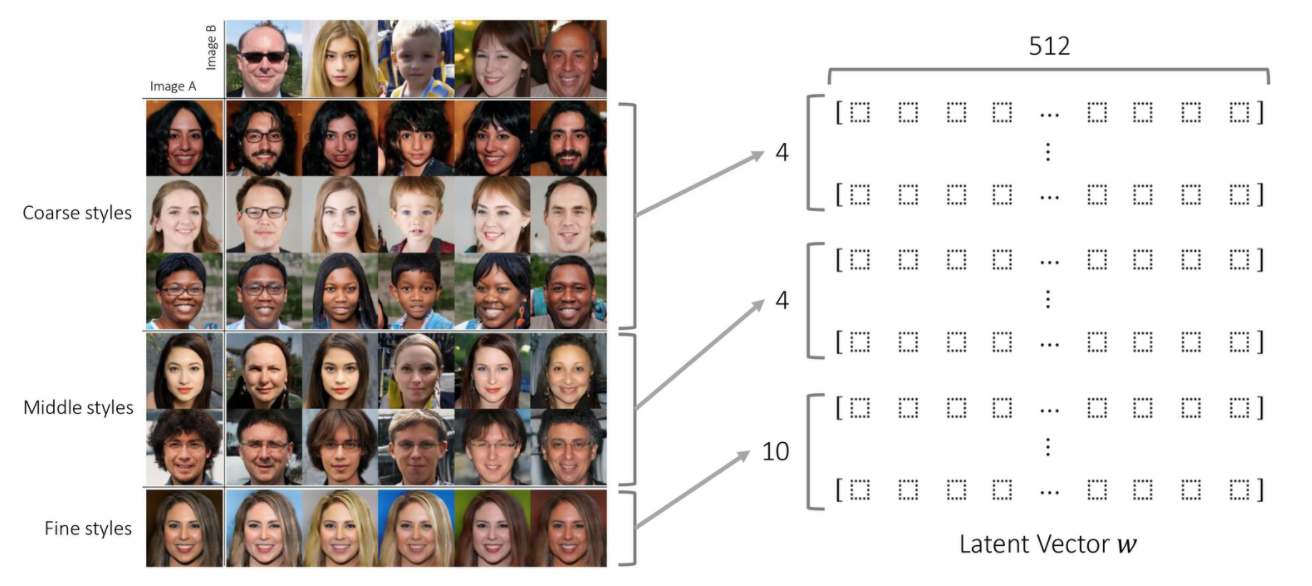 Image B
Image A
Coarse styles
Middle styles
Fine styles
512
4
[ ... ]
⋮
[ ... ]
4
[ ... ]
⋮
[ ... ]
10
[ ... ]
⋮
[ ... ]
Latent Vector w